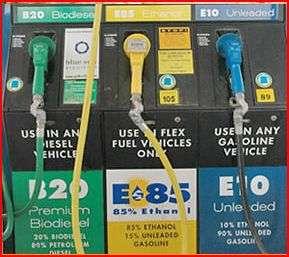 B20 Biodiesel
E85 Ethanol
E10 Unleaded
105
89
USE IN ANY
DIESEL
VEHICLE
USE IN FLEX
FUEL VEHICLES
ONLY
USE IN ANY
GASOLINE
VEHICLE
B20
Premium
Biodiesel
20% BIODIESEL
80% PETROLEUM
DIESEL
E85
85% Ethanol
85% ETHANOL
15% UNLEADED
GASOLINE
E10
Unleaded
10% ETHANOL
90% UNLEADED
GASOLINE